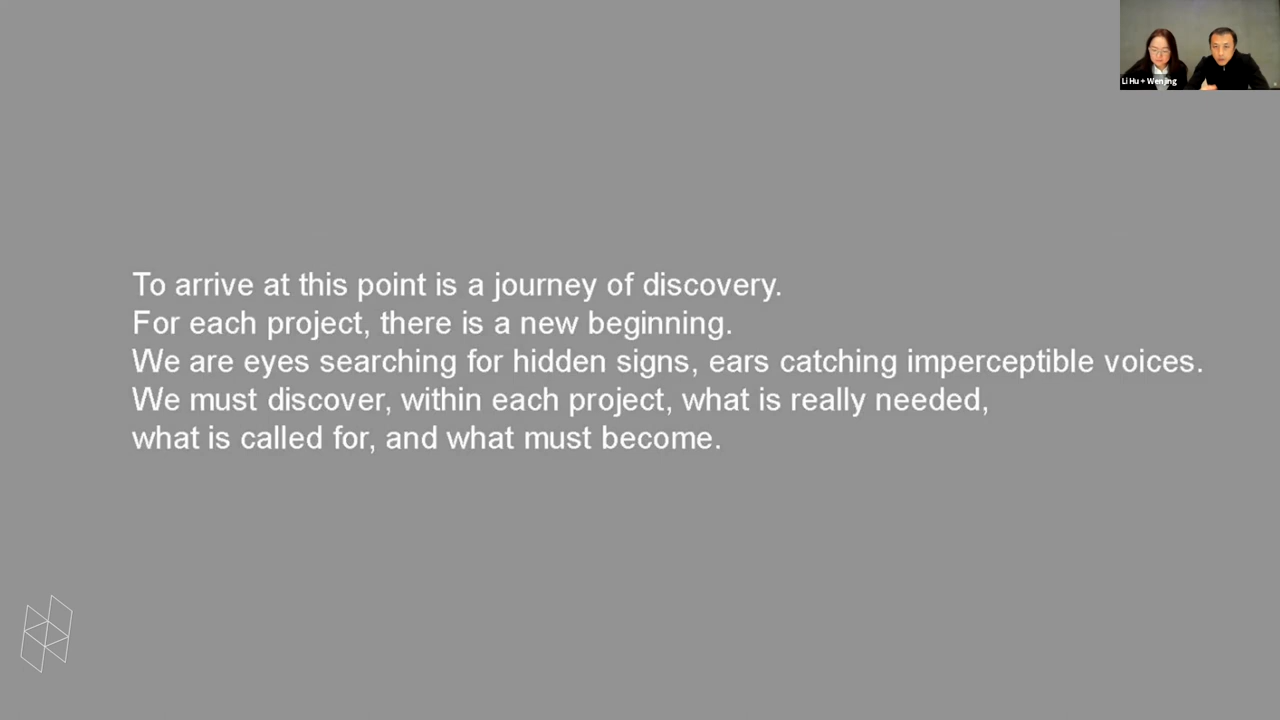 Li Hu + Wenjing
To arrive at this point is a journey of discovery.
For each project, there is a new beginning.
We are eyes searching for hidden signs, ears catching imperceptible voices.
We must discover, within each project, what is really needed,
what is called for, and what must become.